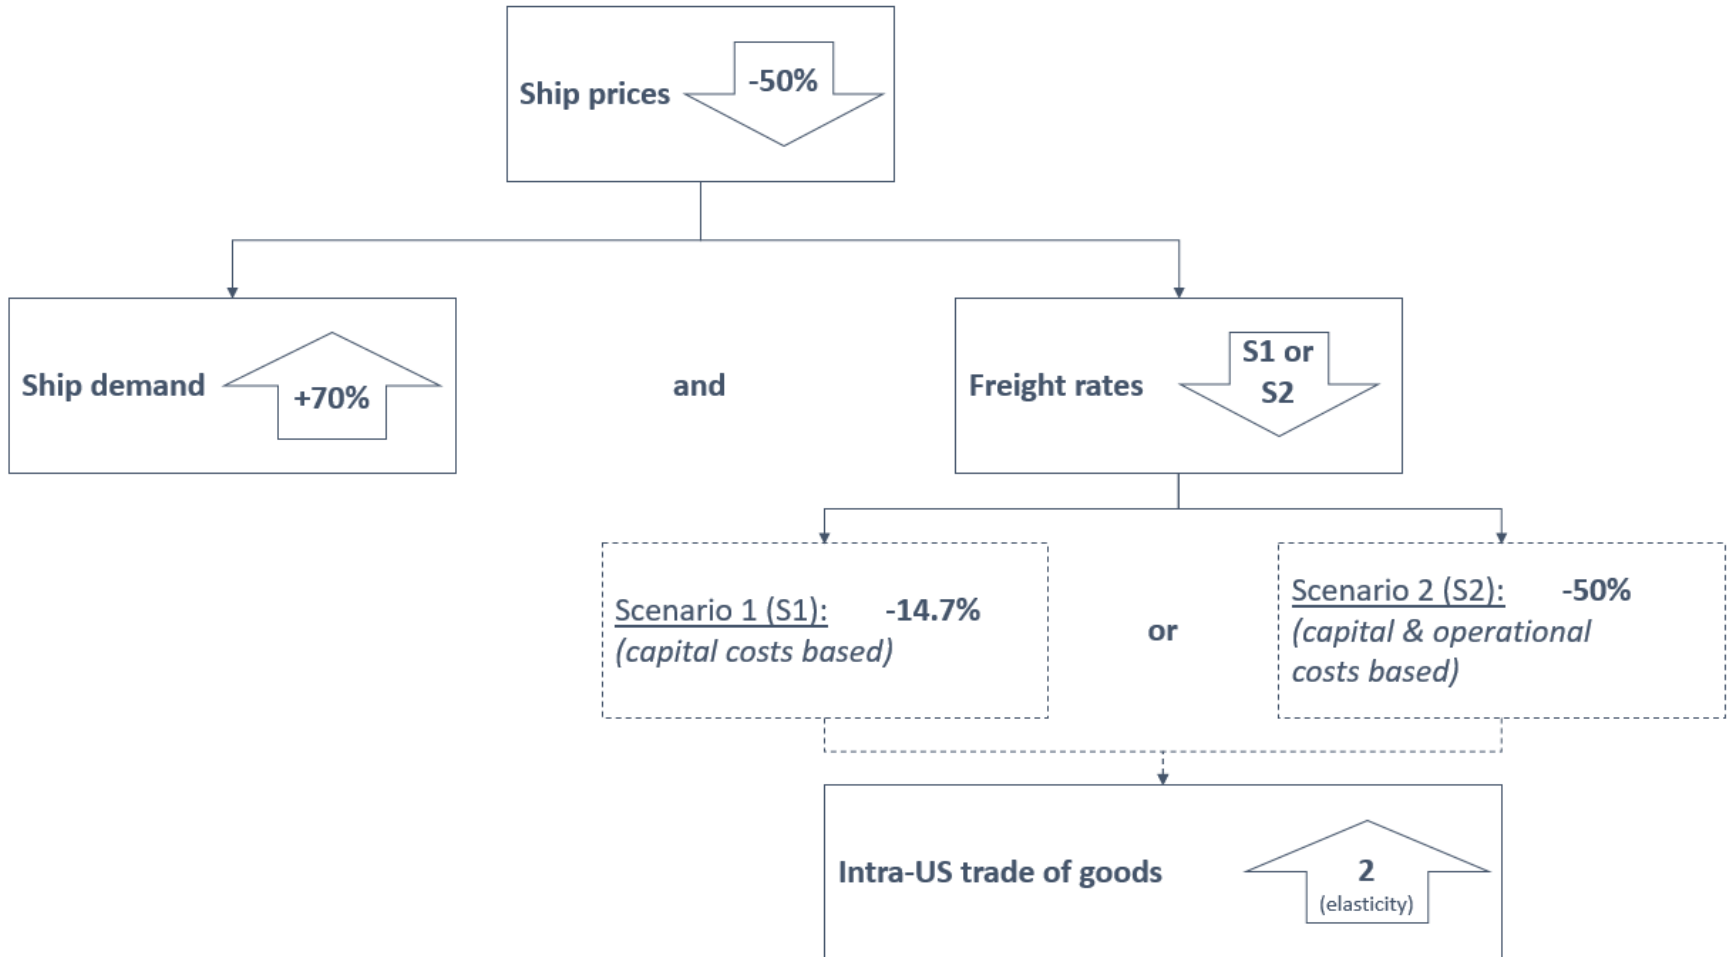 Ship prices
-50%
Ship demand
+70%
and
Freight rates
S1 or
S2
Scenario 1 (S1): -14.7%
(capital costs based)
or
Scenario 2 (S2): -50%
(capital & operational
costs based)
Intra-US trade of goods
2
(elasticity)